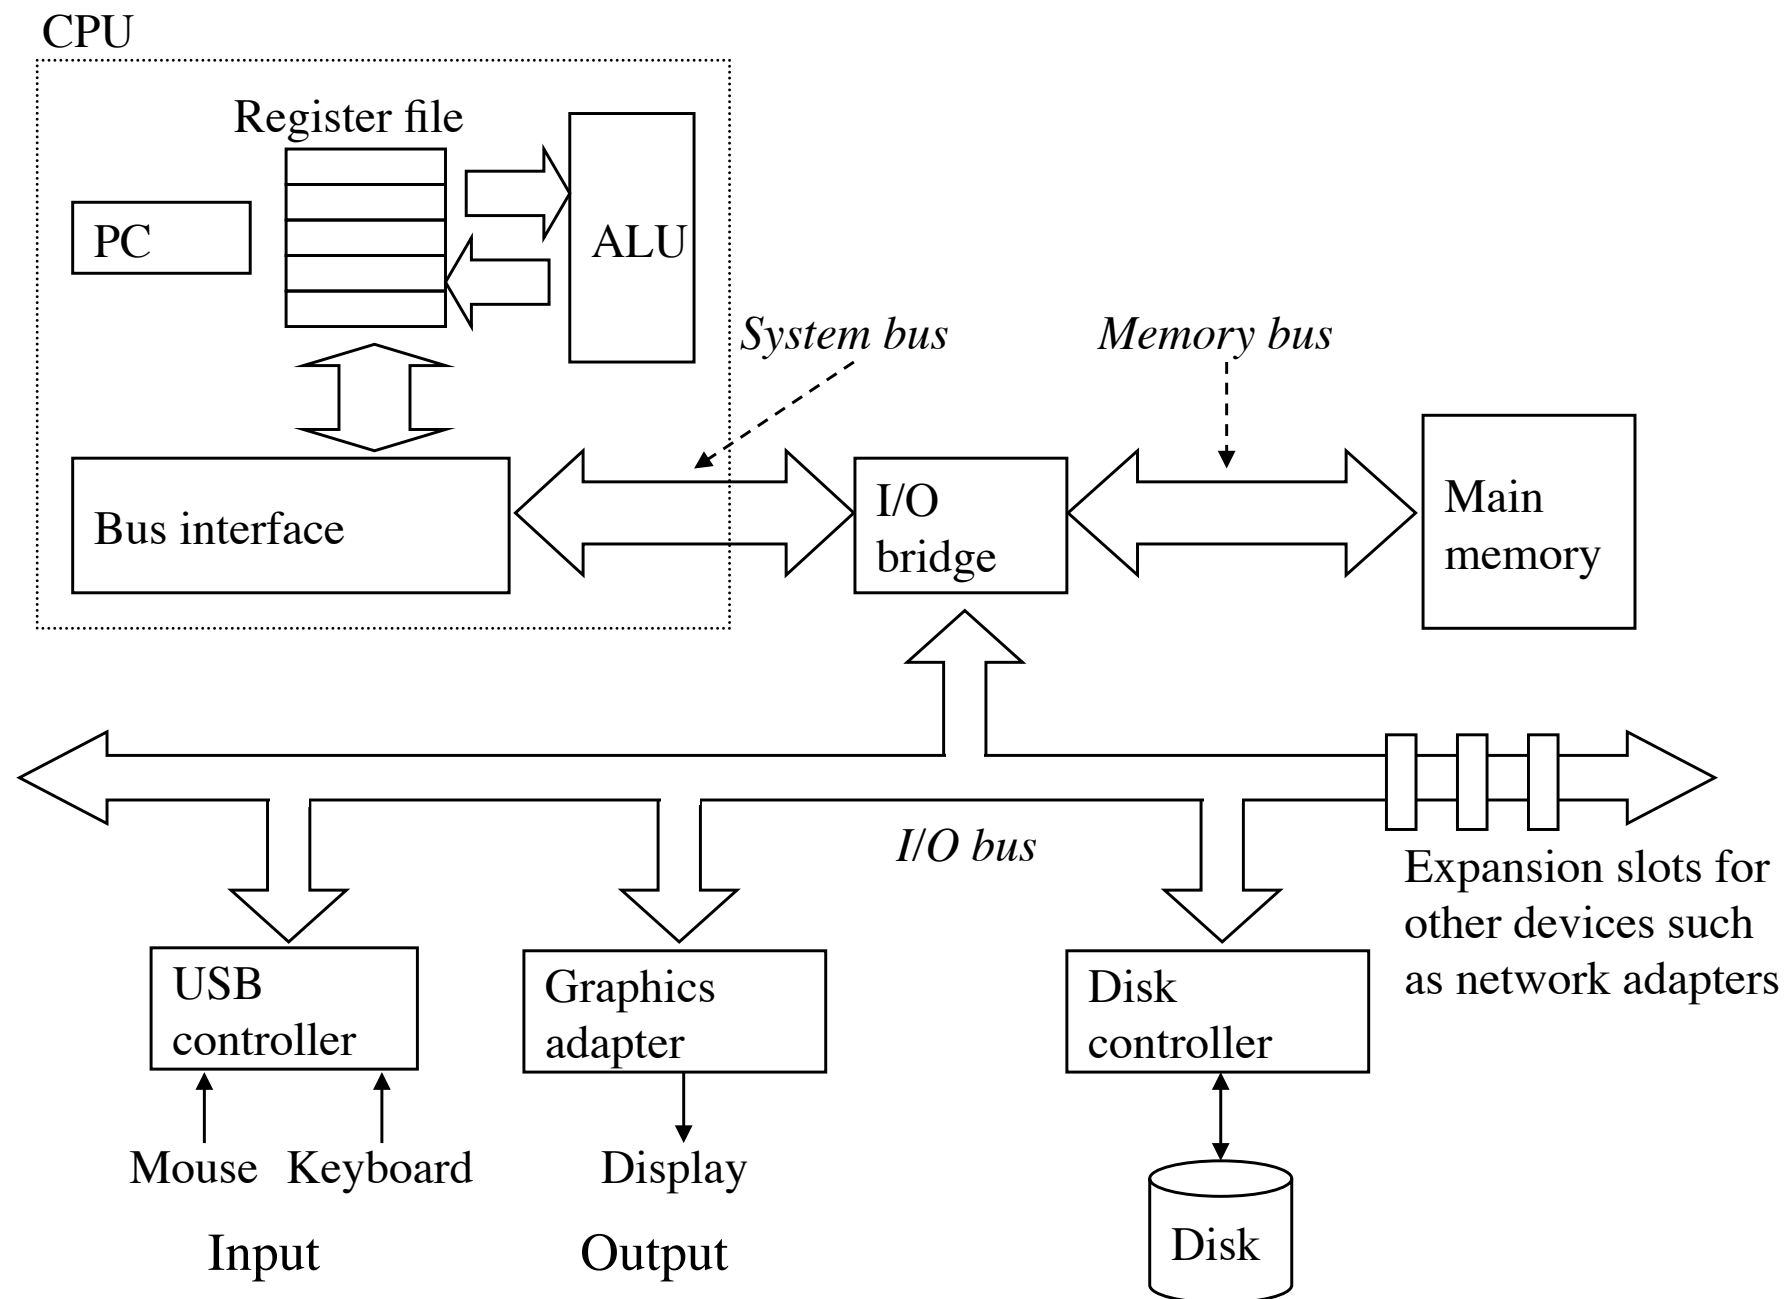 CPU
Register file
PC
ALU
System bus
Memory bus
Bus interface
I/O
bridge
Main
memory
I/O bus
Expansion slots for
other devices such
as network adapters
USB
controller
Graphics
adapter
Disk
controller
Mouse
Keyboard
Display
Input
Output
Disk